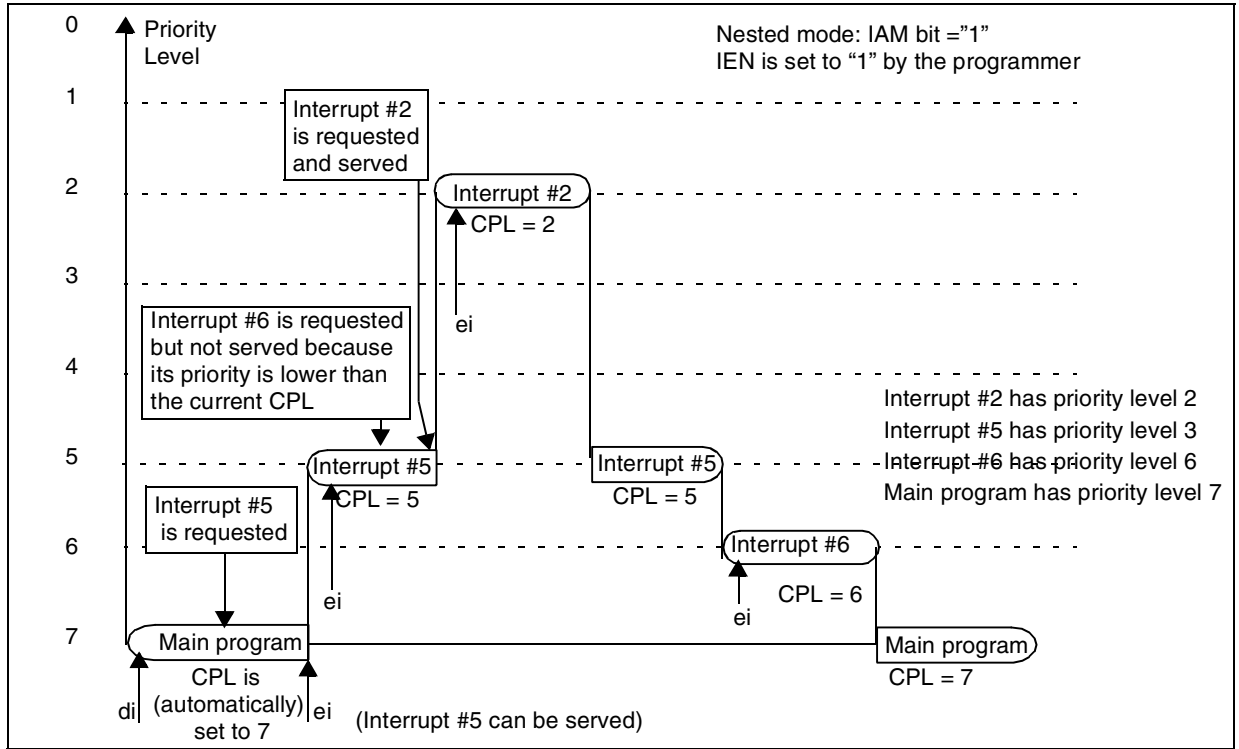 0
Priority
Level
Nested mode: IAM bit ="1"
IEN is set to "1" by the programmer
1
Interrupt #2
is requested
and served
2
Interrupt #2
CPL = 2
3
ei
Interrupt #6 is requested
but not served because
its priority is lower than
the current CPL
4
Interrupt #2 has priority level 2
Interrupt #5 has priority level 3
Interrupt #6 has priority level 6
Main program has priority level 7
5
Interrupt #5
CPL = 5
Interrupt #5
CPL = 5
Interrupt #5
is requested
6
Interrupt #6
CPL = 6
ei
ei
7
Main program
CPL is
(automatically)
set to 7
di
ei
(Interrupt #5 can be served)
Main program
CPL = 7